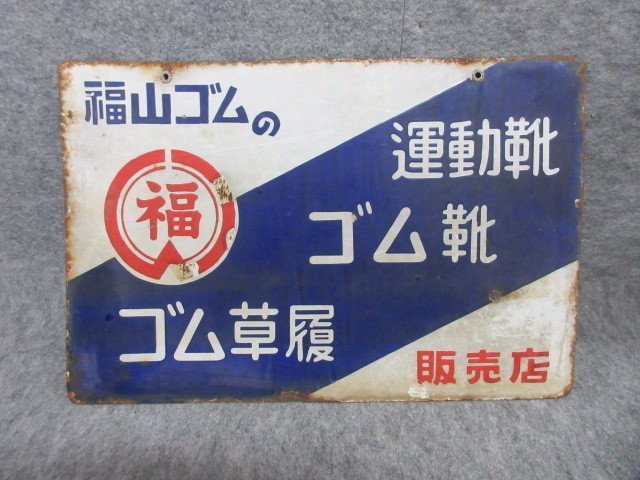 福山ゴムの
福
運動靴
ゴム靴
ゴム草履
販売店